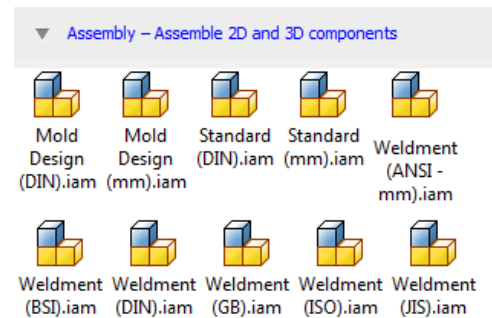 Assembly – Assemble 2D and 3D components
Mold Design (DIN).iam
Mold Design (mm).iam
Standard (DIN).iam
Standard (mm).iam
Weldment (ANSI - mm).iam
Weldment (BSI).iam
Weldment (DIN).iam
Weldment (GB).iam
Weldment (ISO).iam
Weldment (JIS).iam